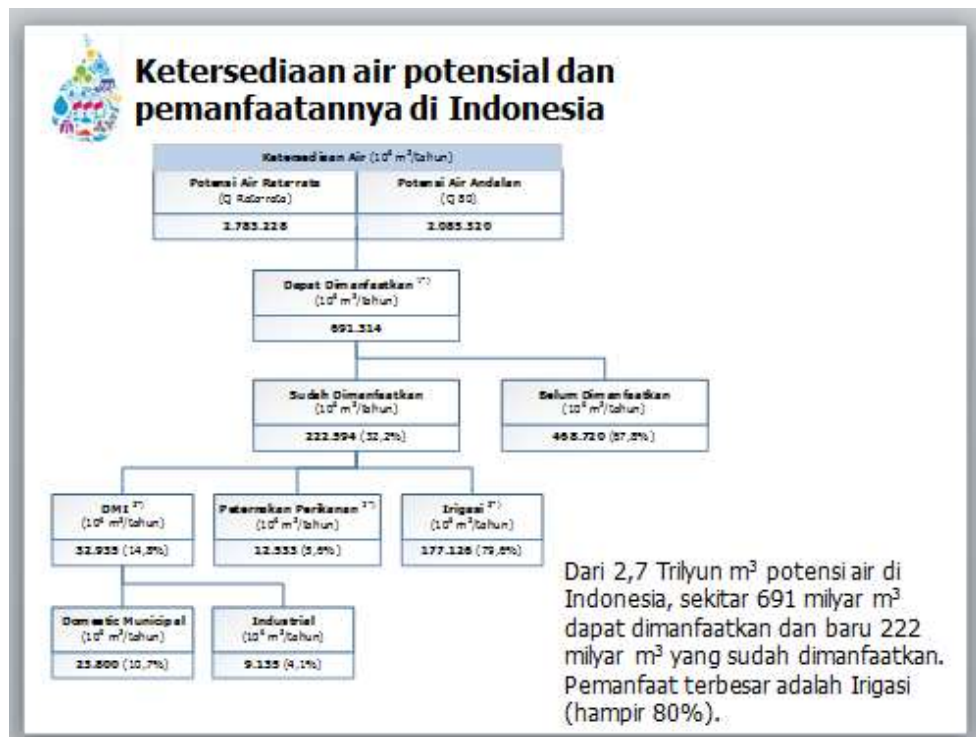 Ketersediaan air potensial dan
pemanfaatannya di Indonesia
Ketersediaan Air (10⁶ m³/tahun)
Potensi Air Rata-rata
(Q Rata-rata)
2.783.228
Potensi Air Andalan
(Q 80)
Dapat Dimanfaatkan
(10⁶ m³/tahun)
691.314
Sudah Dimanfaatkan
(10⁶ m³/tahun)
222.594 (32,2%)
Belum Dimanfaatkan
(10⁶ m³/tahun)
468.720 (67,8%)
DMI
(10⁶ m³/tahun)
32.935 (14,8%)
Peternakan Perikanan
(10⁶ m³/tahun)
12.533 (5,6%)
Irigasi
(10⁶ m³/tahun)
177.126 (79,6%)
Domestic Municipal
(10⁶ m³/tahun)
23.800 (10,7%)
Industrial
(10⁶ m³/tahun)
9.135 (4,1%)
Dari 2,7 Trilyun m³ potensi air di
Indonesia, sekitar 691 milyar m³
dapat dimanfaatkan dan baru 222
milyar m³ yang sudah dimanfaatkan.
Pemanfaat terbesar adalah Irigasi
(hampir 80%).